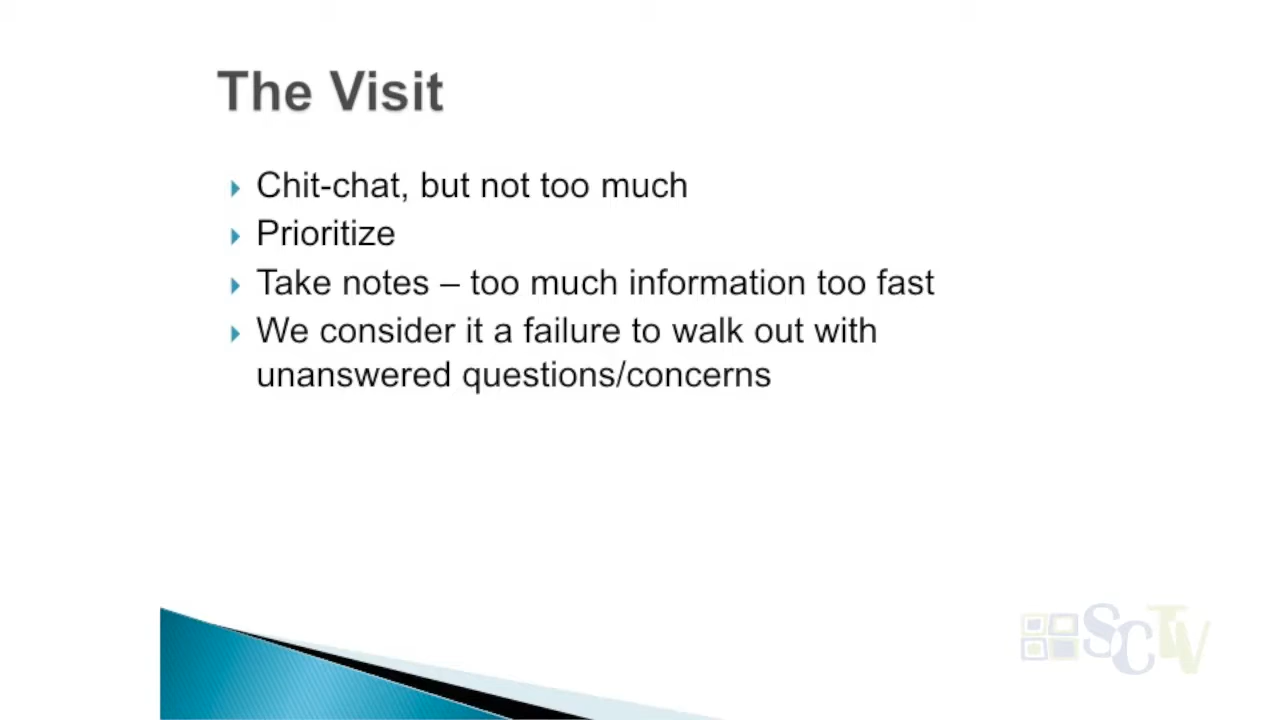 The Visit
Chit-chat, but not too much
Prioritize
Take notes – too much information too fast
We consider it a failure to walk out with
unanswered questions/concerns
SCTV